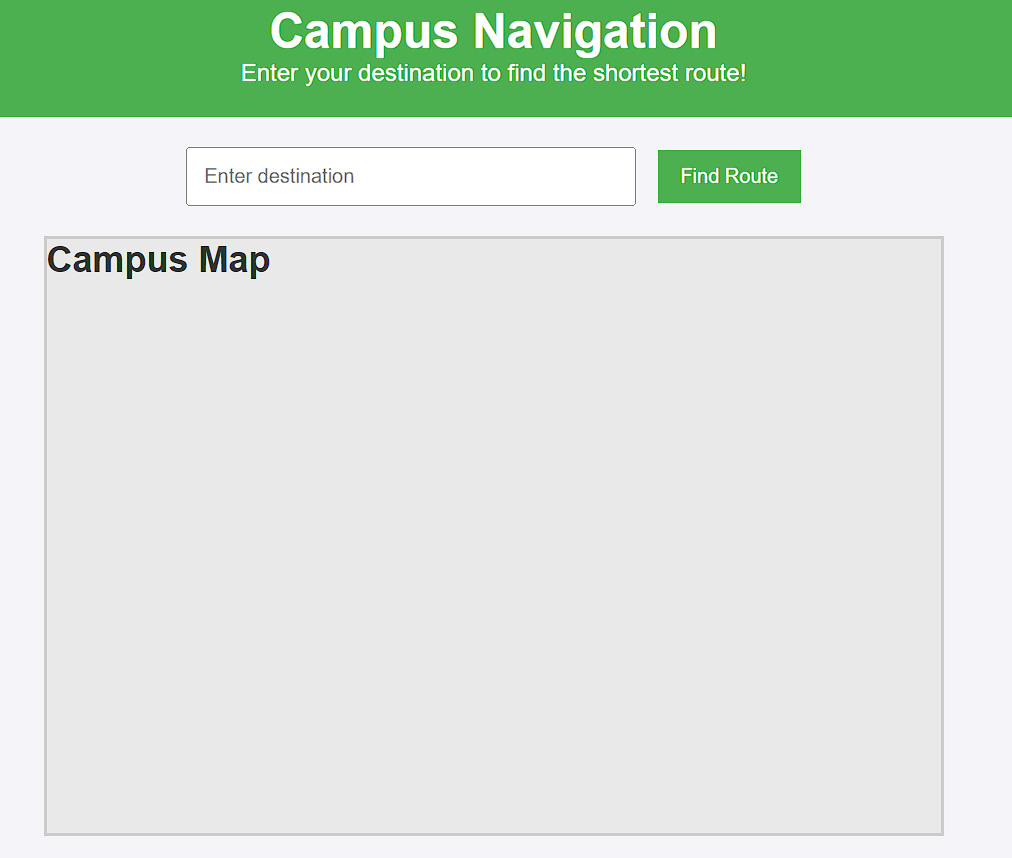 Campus Navigation
Enter your destination to find the shortest route!
Enter destination
Find Route
Campus Map